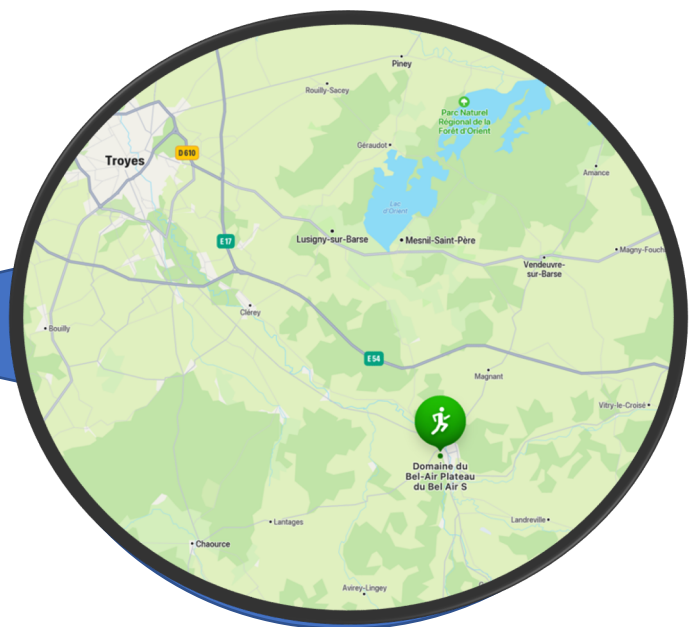 Piney
Rouilly-Sacey
Parc Naturel
Régional de la
Forêt d'Orient
Géraudot
Troyes
D 610
Amance
Lac
d'Orient
Lusigny-sur-Barse
Mesnil-Saint-Père
E17
Magny-Fouch
Vendeuvre-
sur-Barse
Clérey
Bouilly
E54
Magnant
Vitry-le-Croisé
Domaine du
Bel-Air Plateau
du Bel Air S
Lantages
Landreville
Chaource
Avirey-Lingey